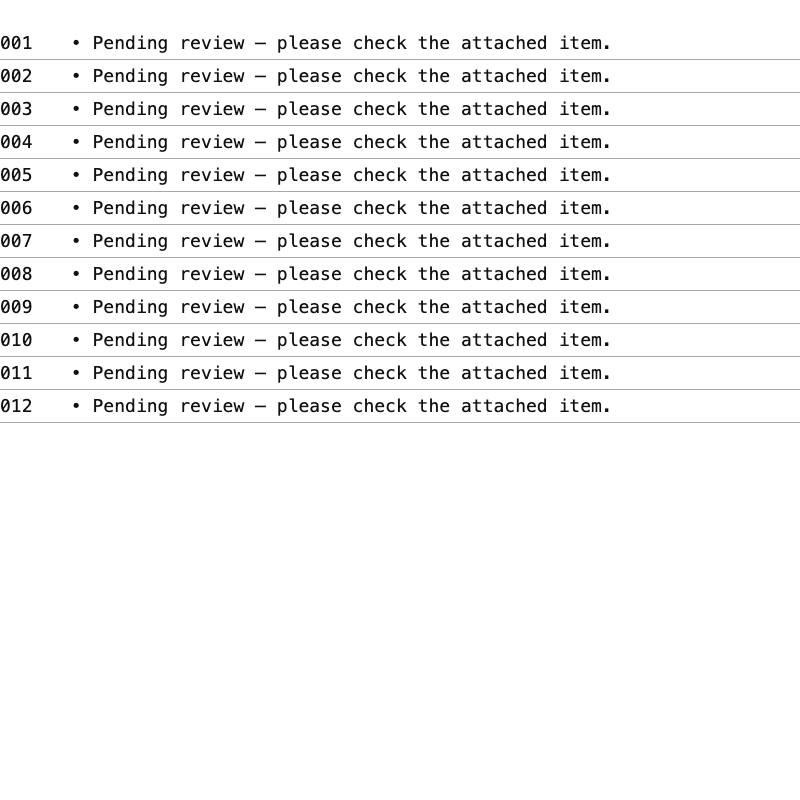 001 • Pending review — please check the attached item.
002 • Pending review — please check the attached item.
003 • Pending review — please check the attached item.
004 • Pending review — please check the attached item.
005 • Pending review — please check the attached item.
006 • Pending review — please check the attached item.
007 • Pending review — please check the attached item.
008 • Pending review — please check the attached item.
009 • Pending review — please check the attached item.
010 • Pending review — please check the attached item.
011 • Pending review — please check the attached item.
012 • Pending review — please check the attached item.